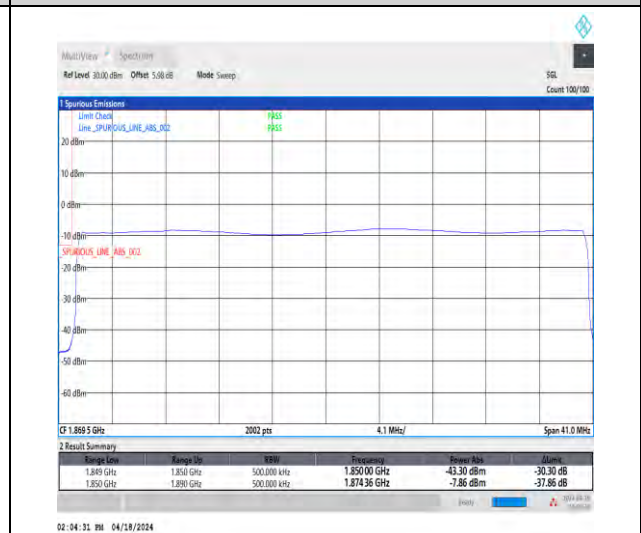 MultiView Spectrum
Ref Level 30.00 dBm Offset 5.98 dB Mode Sweep SGL
Count 100/100
1 Spurious Emissions
Limit Check PASS
Line _SPURIOUS_LINE_ABS_002 PASS
20 dBm
10 dBm
0 dBm
-10 dBm
_SPURIOUS_LINE_ABS_002
-20 dBm
-30 dBm
-40 dBm
-50 dBm
-60 dBm
CF 1.869 5 GHz 2002 pts 4.1 MHz/ Span 41.0 MHz
2 Result Summary
Range Low Range Up RBW Frequency Power Abs ΔLimit
1.849 GHz 1.850 GHz 500.000 kHz 1.850 00 GHz -43.30 dBm -30.30 dB
1.850 GHz 1.890 GHz 500.000 kHz 1.874 36 GHz -7.86 dBm -37.86 dB
Ready
02:04:31 PM 04/18/2024